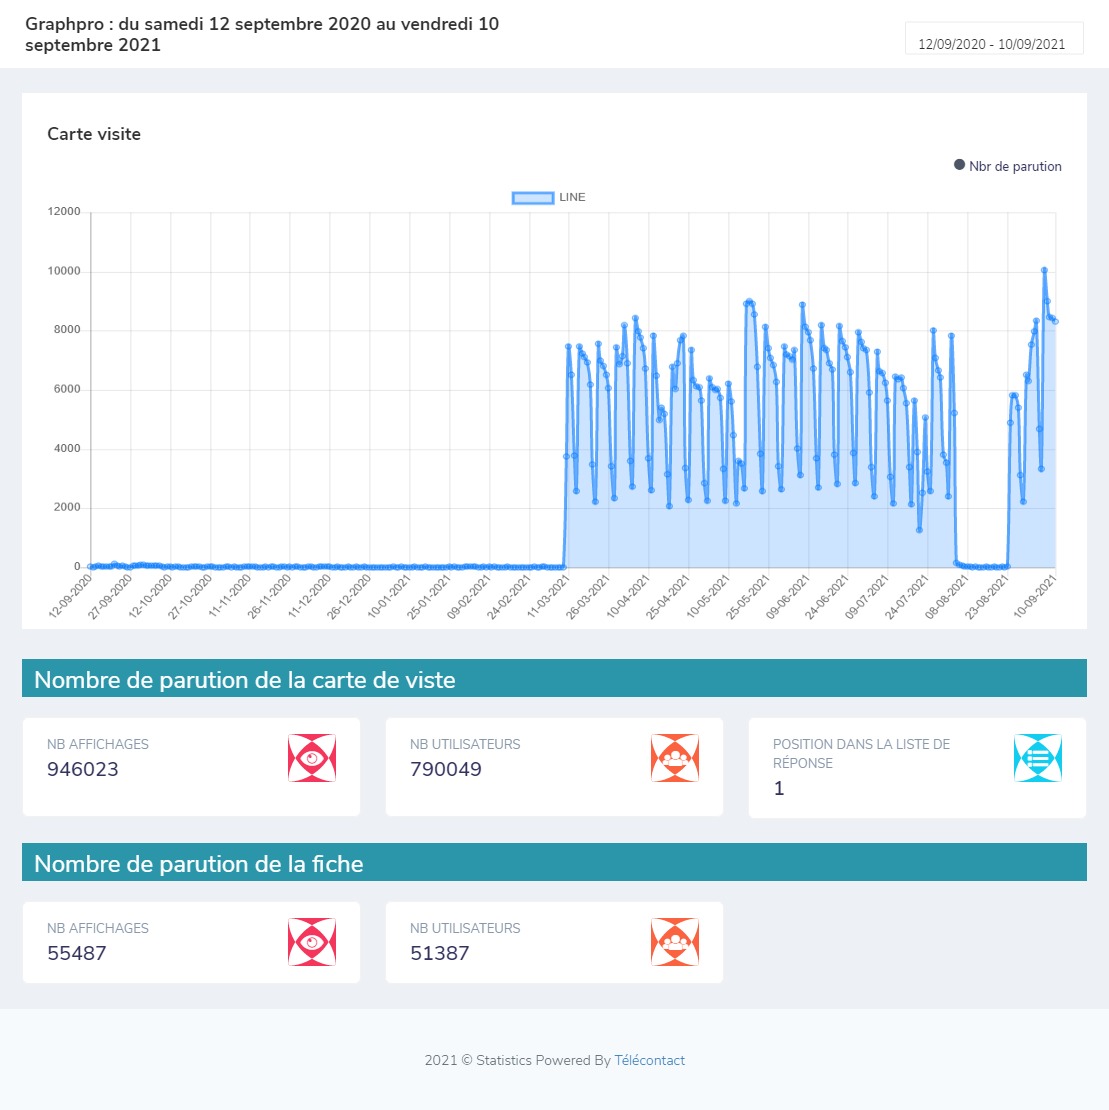 Graphpro : du samedi 12 septembre 2020 au vendredi 10
septembre 2021
12/09/2020 - 10/09/2021
Carte visite
Nbr de parution
LINE
12000
10000
8000
6000
4000
2000
0
12-09-2020
27-09-2020
12-10-2020
27-10-2020
11-11-2020
26-11-2020
11-12-2020
26-12-2020
10-01-2021
25-01-2021
09-02-2021
24-02-2021
11-03-2021
26-03-2021
10-04-2021
25-04-2021
10-05-2021
25-05-2021
09-06-2021
24-06-2021
09-07-2021
24-07-2021
08-08-2021
23-08-2021
10-09-2021
Nombre de parution de la carte de viste
NB AFFICHAGES
946023
NB UTILISATEURS
790049
POSITION DANS LA LISTE DE
RÉPONSE
1
Nombre de parution de la fiche
NB AFFICHAGES
55487
NB UTILISATEURS
51387
2021 © Statistics Powered By Télécontact